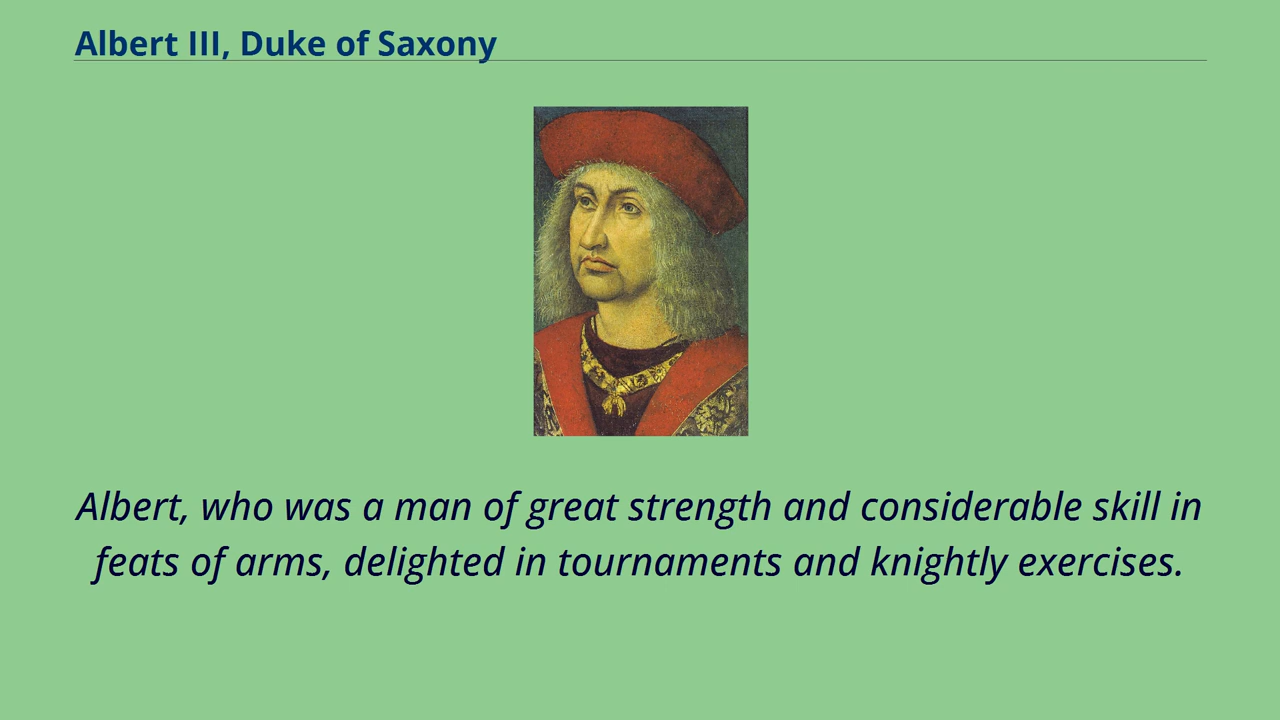 Albert III, Duke of Saxony
Albert, who was a man of great strength and considerable skill in
feats of arms, delighted in tournaments and knightly exercises.